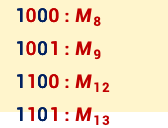 1000 : M₈
1001 : M₉
1100 : M₁₂
1101 : M₁₃